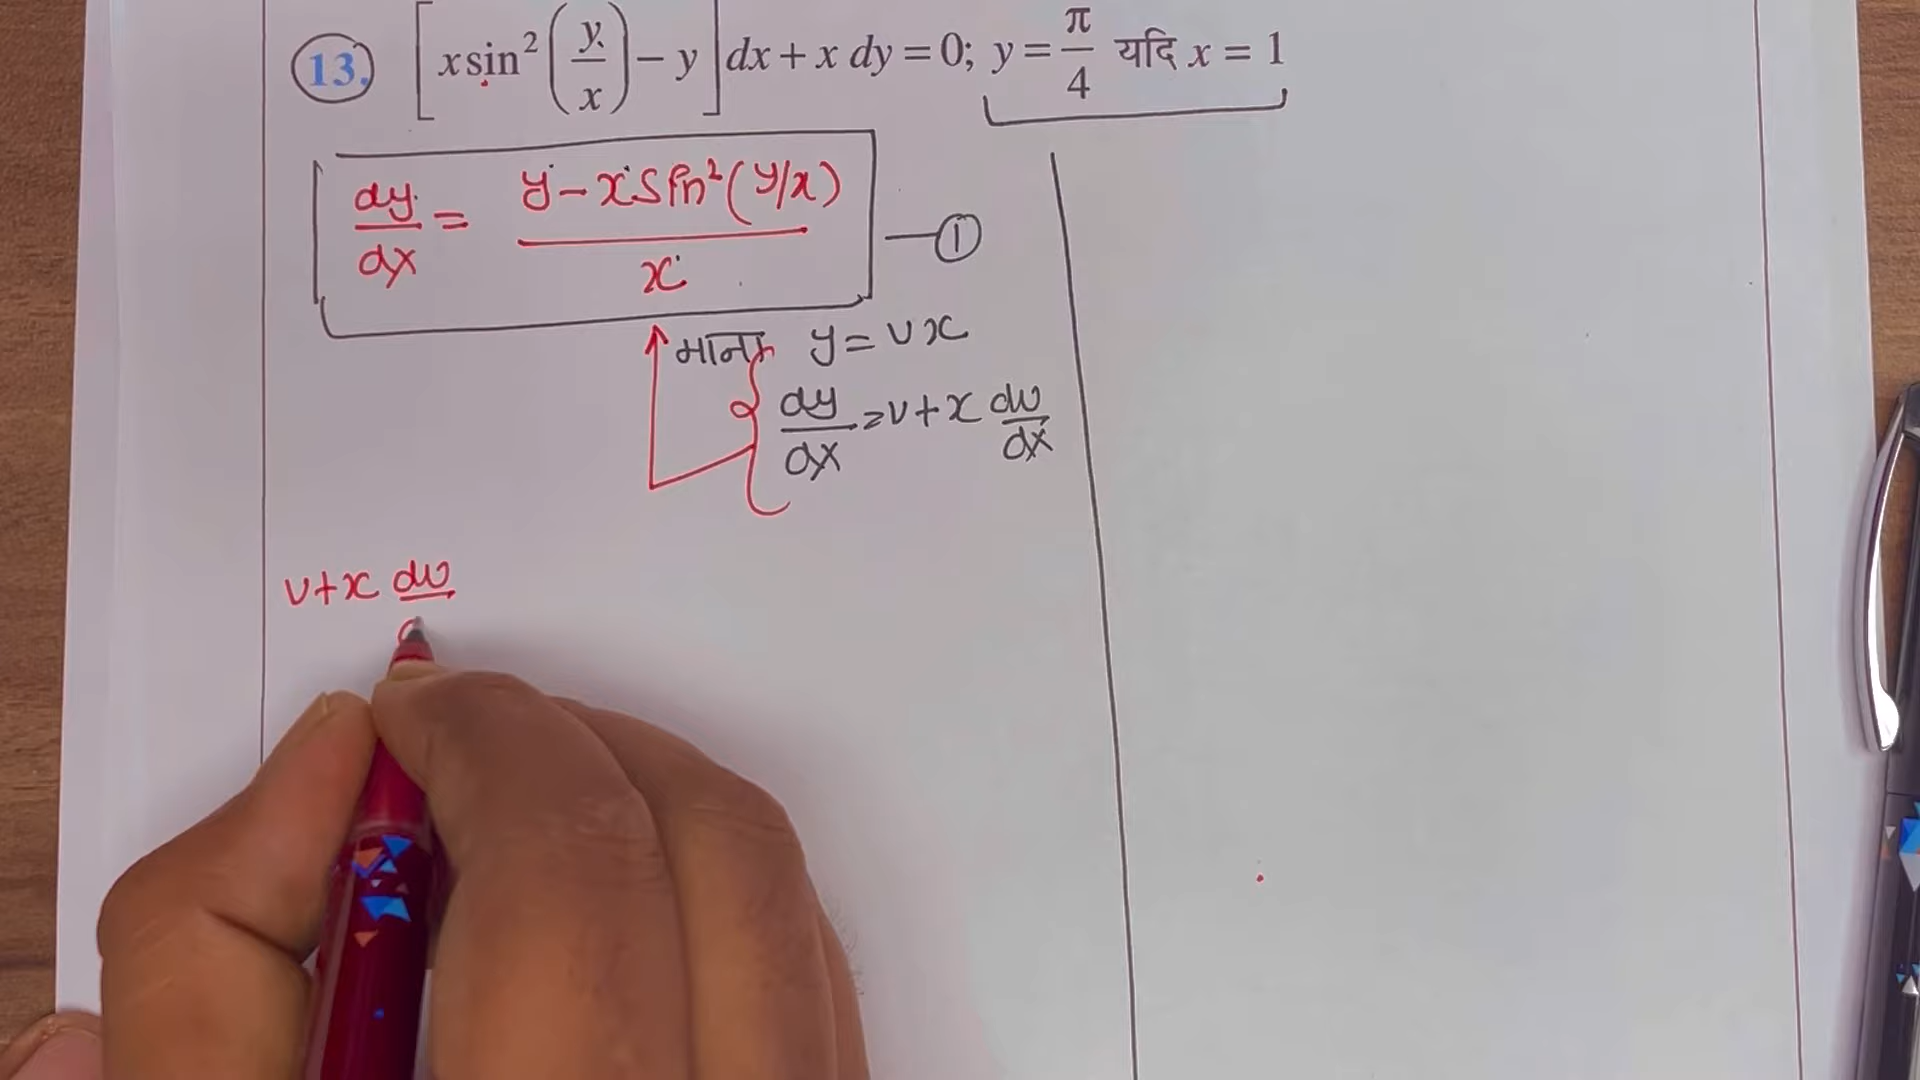 13. [x sin²(y/x) − y] dx + x dy = 0; y = π/4 यदि x = 1
dy/dx = (y − x sin²(y/x))/x —①
माना y = vx
dy/dx = v + x dv/dx
v + x dv/